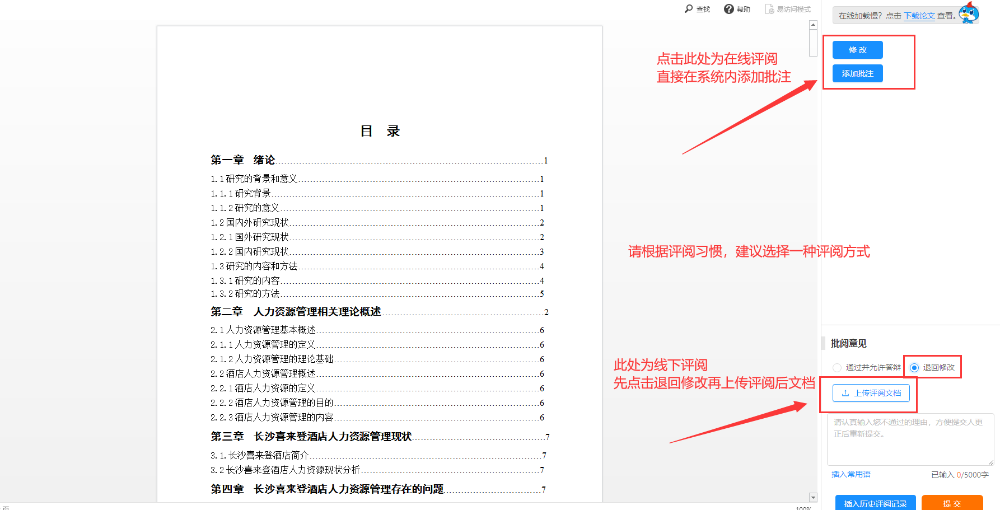 查找 帮助 易访问模式
在线加载慢？点击 下载论文 查看。
修 改
添加批注
点击此处为在线评阅
直接在系统内添加批注
目 录
第一章 绪论........1
1.1研究的背景和意义........1
1.1.1研究背景........1
1.1.2研究的意义........1
1.2国内外研究现状........2
1.2.1国外研究现状........2
1.2.2国内研究现状........3
1.3研究的内容和方法........4
1.3.1研究的内容........4
1.3.2研究的方法........5
第二章 人力资源管理相关理论概述........2
2.1人力资源管理基本概述........6
2.1.1人力资源管理的定义........6
2.1.2人力资源管理的理论基础........6
2.2酒店人力资源管理概述........6
2.2.1酒店人力资源的定义........6
2.2.2酒店人力资源管理的目的........6
2.2.3酒店人力资源管理的内容........6
第三章 长沙喜来登酒店人力资源管理现状........7
3.1.长沙喜来登酒店简介........7
3.2长沙喜来登酒店人力资源现状分析........7
第四章 长沙喜来登酒店人力资源管理存在的问题........7
请根据评阅习惯，建议选择一种评阅方式
此处为线下评阅
先点击退回修改再上传评阅后文档
批阅意见
通过并允许答辩 退回修改
上传评阅文档
请认真输入您不通过的理由，方便提交人更
正后重新提交。
插入常用语 已输入 0/5000字
插入历史评阅记录 提 交
页
100%